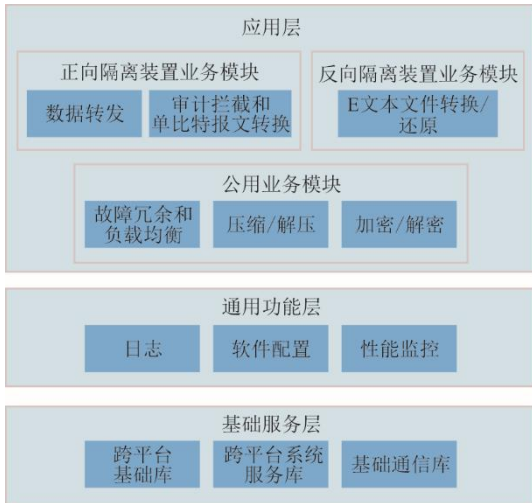 应用层
正向隔离装置业务模块
数据转发
审计拦截和
单比特报文转换
反向隔离装置业务模块
E文本文件转换/
还原
公用业务模块
故障冗余和
负载均衡
压缩/解压
加密/解密
通用功能层
日志
软件配置
性能监控
基础服务层
跨平台
基础库
跨平台系统
服务库
基础通信库